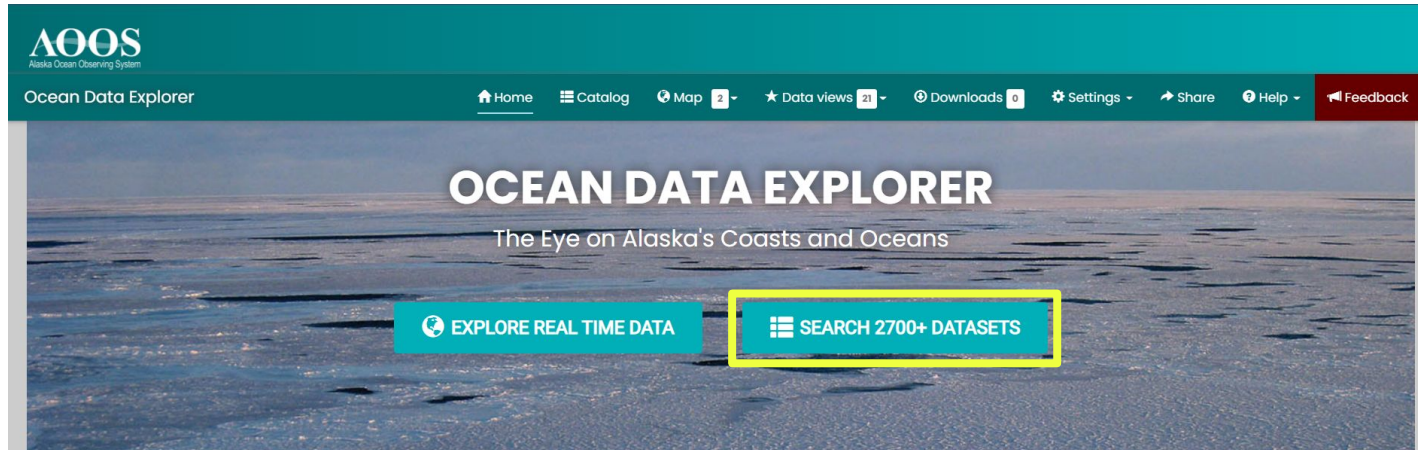 AOOS
Alaska Ocean Observing System
Ocean Data Explorer Home Catalog Map 2 Data views 21 Downloads 0 Settings Share Help Feedback
OCEAN DATA EXPLORER
The Eye on Alaska's Coasts and Oceans
EXPLORE REAL TIME DATA SEARCH 2700+ DATASETS